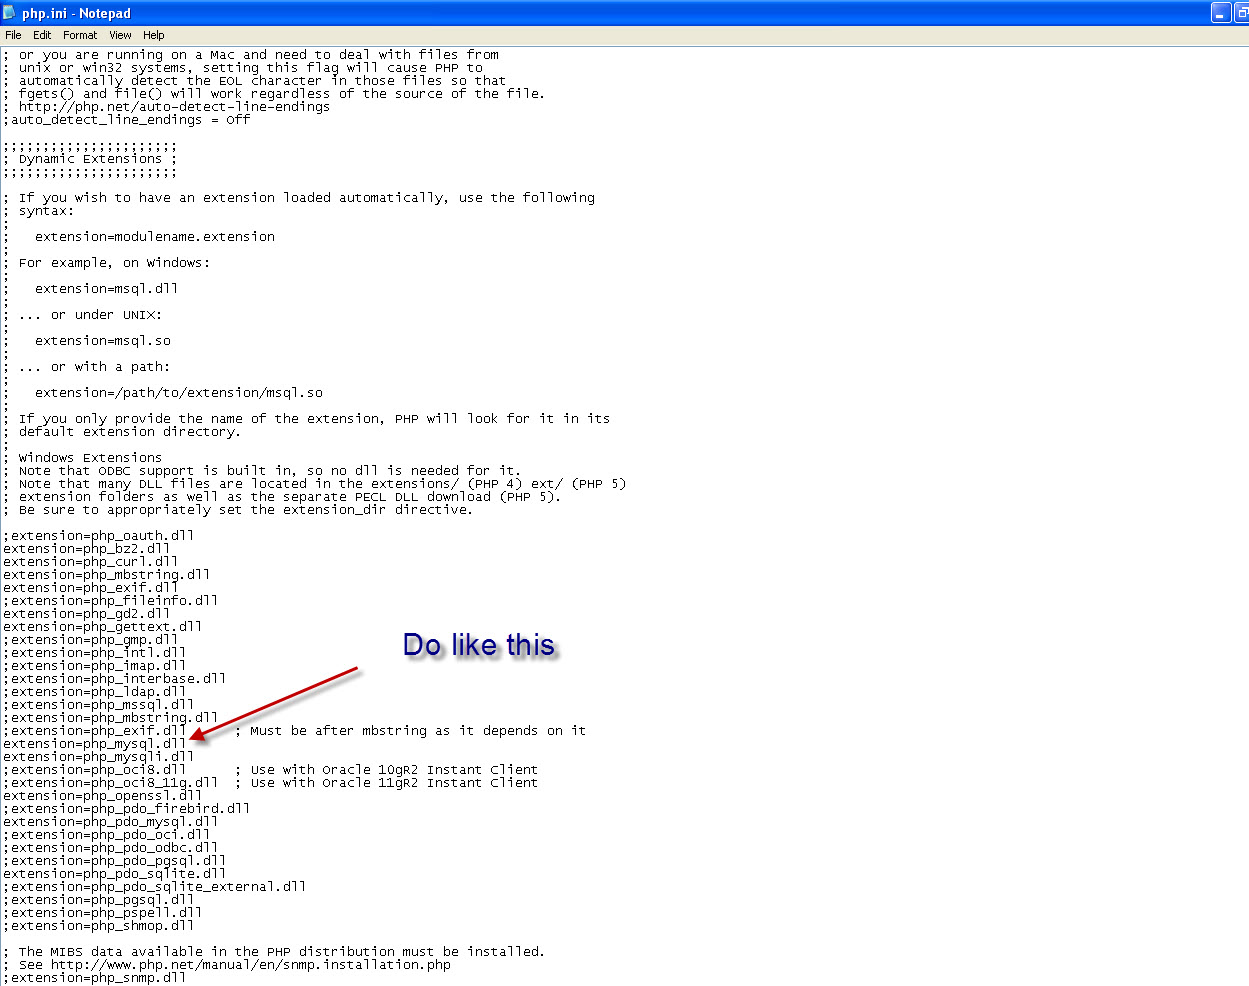 php.ini - Notepad
File Edit Format View Help
; or you are running on a Mac and need to deal with files from
; unix or win32 systems, setting this flag will cause PHP to
; automatically detect the EOL character in those files so that
; fgets() and file() will work regardless of the source of the file.
; http://php.net/auto-detect-line-endings
;auto_detect_line_endings = Off
;;;;;;;;;;;;;;;;;;;;;;
; Dynamic Extensions ;
;;;;;;;;;;;;;;;;;;;;;;
; If you wish to have an extension loaded automatically, use the following
; syntax:
;
;   extension=modulename.extension
;
; For example, on Windows:
;
;   extension=msql.dll
;
; ... or under UNIX:
;
;   extension=msql.so
;
; ... or with a path:
;
;   extension=/path/to/extension/msql.so
;
; If you only provide the name of the extension, PHP will look for it in its
; default extension directory.
;
; Windows Extensions
; Note that ODBC support is built in, so no dll is needed for it.
; Note that many DLL files are located in the extensions/ (PHP 4) ext/ (PHP 5)
; extension folders as well as the separate PECL DLL download (PHP 5).
; Be sure to appropriately set the extension_dir directive.
;extension=php_oauth.dll
extension=php_bz2.dll
extension=php_curl.dll
extension=php_mbstring.dll
extension=php_exif.dll
;extension=php_fileinfo.dll
extension=php_gd2.dll
extension=php_gettext.dll
;extension=php_gmp.dll
;extension=php_intl.dll
;extension=php_imap.dll
;extension=php_interbase.dll
;extension=php_ldap.dll
;extension=php_mssql.dll
;extension=php_mbstring.dll
;extension=php_exif.dll      ; Must be after mbstring as it depends on it
extension=php_mysql.dll
extension=php_mysqli.dll
;extension=php_oci8.dll      ; Use with Oracle 10gR2 Instant Client
;extension=php_oci8_11g.dll  ; Use with Oracle 11gR2 Instant Client
extension=php_openssl.dll
;extension=php_pdo_firebird.dll
extension=php_pdo_mysql.dll
;extension=php_pdo_oci.dll
;extension=php_pdo_odbc.dll
;extension=php_pdo_pgsql.dll
extension=php_pdo_sqlite.dll
;extension=php_pdo_sqlite_external.dll
;extension=php_pgsql.dll
;extension=php_pspell.dll
;extension=php_shmop.dll
; The MIBS data available in the PHP distribution must be installed.
; See http://www.php.net/manual/en/snmp.installation.php
;extension=php_snmp.dll
Do like this